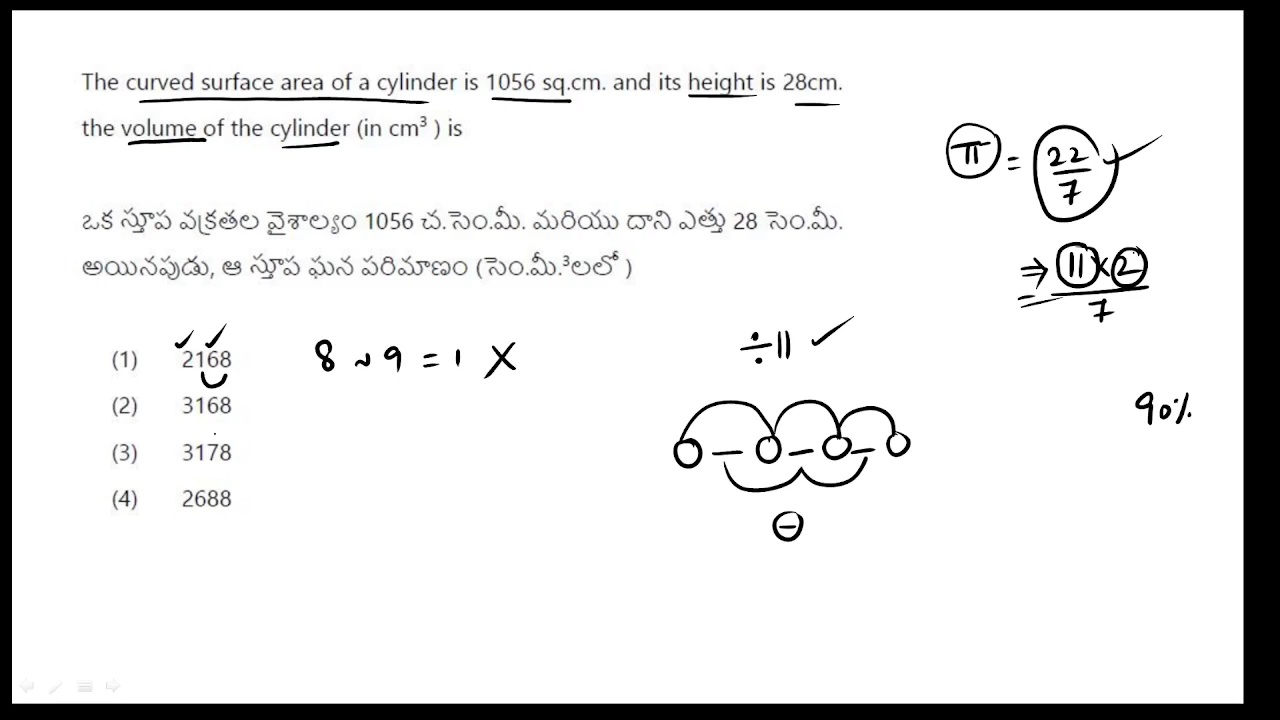 The curved surface area of a cylinder is 1056 sq.cm. and its height is 28cm.
the volume of the cylinder (in cm³ ) is
ఒక స్తూప వక్రతల వైశాల్యం 1056 చ.సెం.మీ. మరియు దాని ఎత్తు 28 సెం.మీ.
అయినపుడు, ఆ స్తూప ఘన పరిమాణం (సెం.మీ.³లలో )
(1) 2168
(2) 3168
(3) 3178
(4) 2688
8 ~ 9 = 1 X
÷11 ✓
π = 22/7 ✓
⇒ 11×2/7
90%